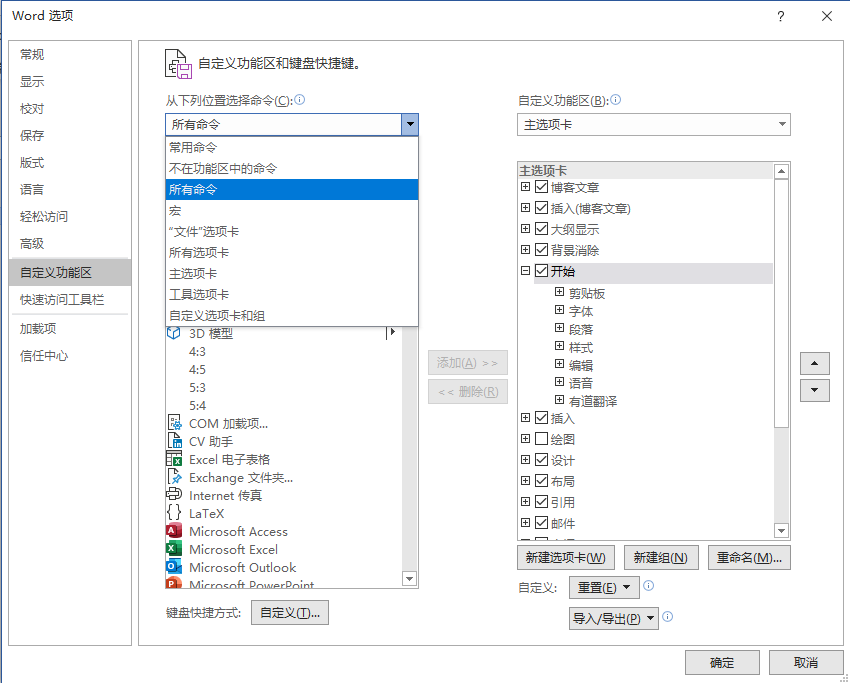 Word 选项
?
常规
显示
校对
保存
版式
语言
轻松访问
高级
自定义功能区
快速访问工具栏
加载项
信任中心
自定义功能区和键盘快捷键。
从下列位置选择命令(C):
所有命令
常用命令
不在功能区中的命令
所有命令
宏
“文件”选项卡
所有选项卡
主选项卡
工具选项卡
自定义选项卡和组
3D 模型
4:3
4:5
5:3
5:4
COM 加载项...
CV 助手
Excel 电子表格
Exchange 文件夹...
Internet 传真
LaTeX
Microsoft Access
Microsoft Excel
Microsoft Outlook
Microsoft PowerPoint
键盘快捷方式:
自定义(T)...
添加(A) >>
<< 删除(R)
自定义功能区(B):
主选项卡
主选项卡
博客文章
插入(博客文章)
大纲显示
背景消除
开始
剪贴板
字体
段落
样式
编辑
语音
有道翻译
插入
绘图
设计
布局
引用
邮件
新建选项卡(W)
新建组(N)
重命名(M)...
自定义:
重置(E)
导入/导出(P)
确定
取消